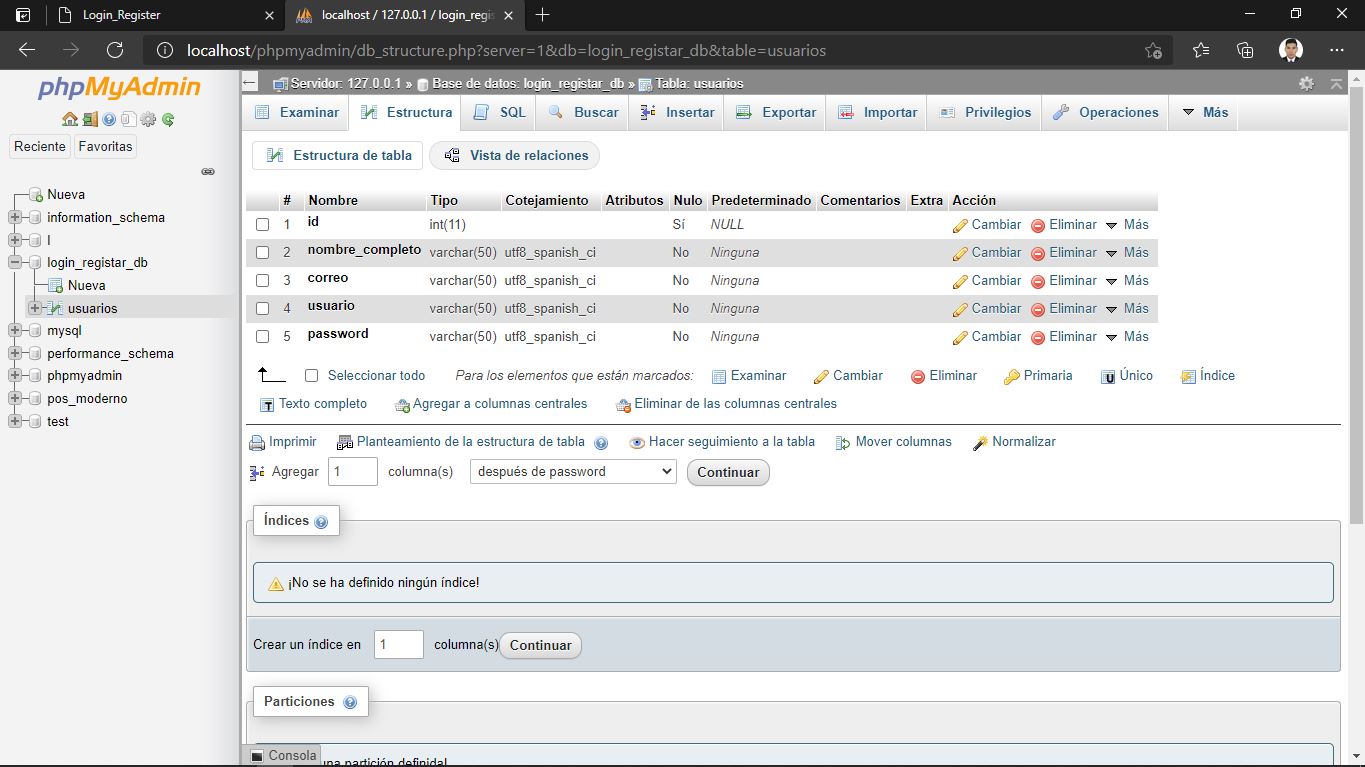 Login_Register
localhost / 127.0.0.1 / login_regis
localhost/phpmyadmin/db_structure.php?server=1&db=login_registar_db&table=usuarios
phpMyAdmin
Reciente Favoritas
Nueva
information_schema
l
login_registar_db
Nueva
usuarios
mysql
performance_schema
phpmyadmin
pos_moderno
test
Servidor: 127.0.0.1 » Base de datos: login_registar_db » Tabla: usuarios
Examinar Estructura SQL Buscar Insertar Exportar Importar Privilegios Operaciones Más
Estructura de tabla Vista de relaciones
# Nombre Tipo Cotejamiento Atributos Nulo Predeterminado Comentarios Extra Acción
1 id int(11) Sí NULL Cambiar Eliminar Más
2 nombre_completo varchar(50) utf8_spanish_ci No Ninguna Cambiar Eliminar Más
3 correo varchar(50) utf8_spanish_ci No Ninguna Cambiar Eliminar Más
4 usuario varchar(50) utf8_spanish_ci No Ninguna Cambiar Eliminar Más
5 password varchar(50) utf8_spanish_ci No Ninguna Cambiar Eliminar Más
Seleccionar todo Para los elementos que están marcados: Examinar Cambiar Eliminar Primaria Único Índice
Texto completo Agregar a columnas centrales Eliminar de las columnas centrales
Imprimir Planteamiento de la estructura de tabla Hacer seguimiento a la tabla Mover columnas Normalizar
Agregar 1 columna(s) después de password Continuar
Índices
¡No se ha definido ningún índice!
Crear un índice en 1 columna(s) Continuar
Particiones
Consola
una partición definida!